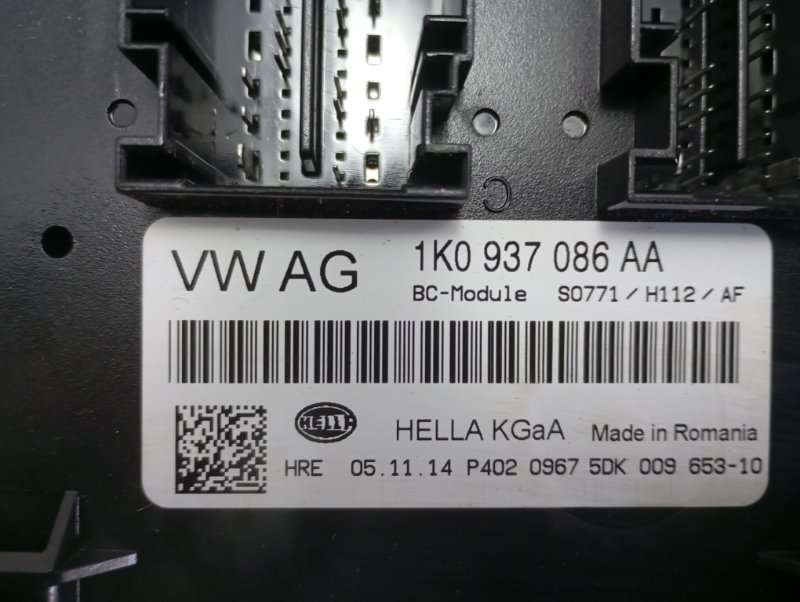 C
VW AG 1K0 937 086 AA
BC-Module S0771 / H112 / AF
HELLA HELLA KGaA Made in Romania
HRE 05.11.14 P402 0967 5DK 009 653-10